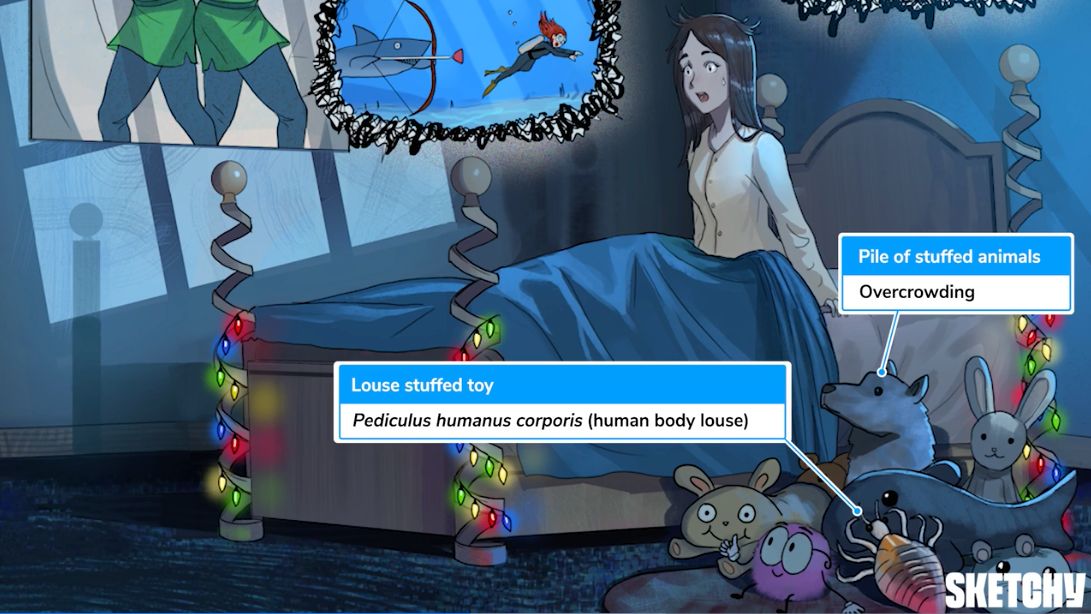 Pile of stuffed animals
Overcrowding
Louse stuffed toy
Pediculus humanus corporis (human body louse)
SKETCHY